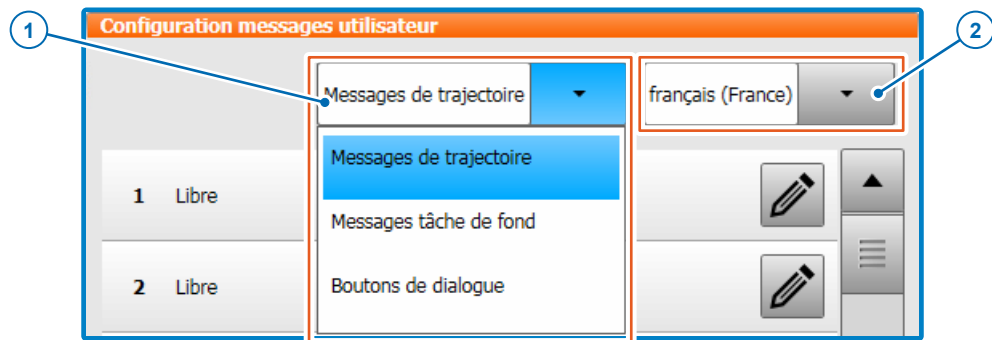 Configuration messages utilisateur
1
2
Messages de trajectoire
français (France)
Messages de trajectoire
1 Libre
Messages tâche de fond
2 Libre
Boutons de dialogue